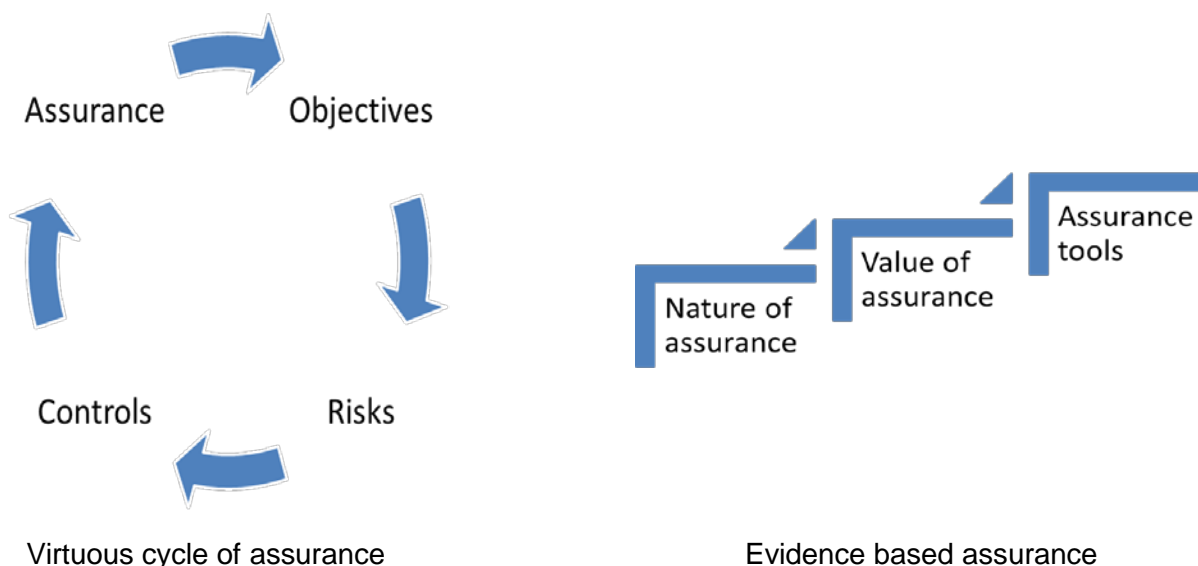 Assurance
Objectives
Controls
Risks
Virtuous cycle of assurance
Nature of
assurance
Value of
assurance
Assurance
tools
Evidence based assurance